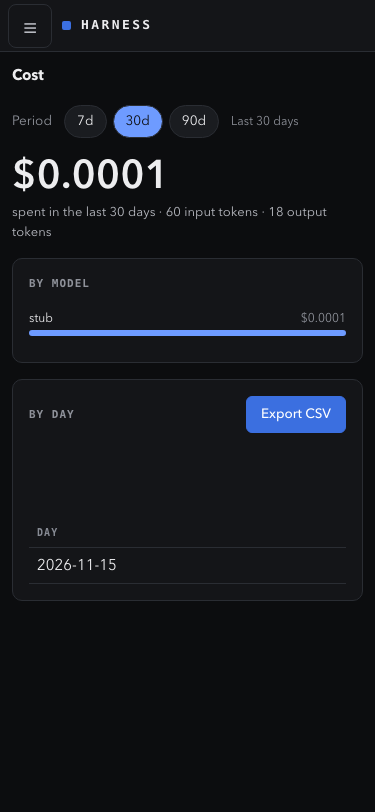 HARNESS
Cost
Period 7d 30d 90d Last 30 days
$0.0001
spent in the last 30 days · 60 input tokens · 18 output
tokens
BY MODEL
stub $0.0001
BY DAY Export CSV
DAY
2026-11-15